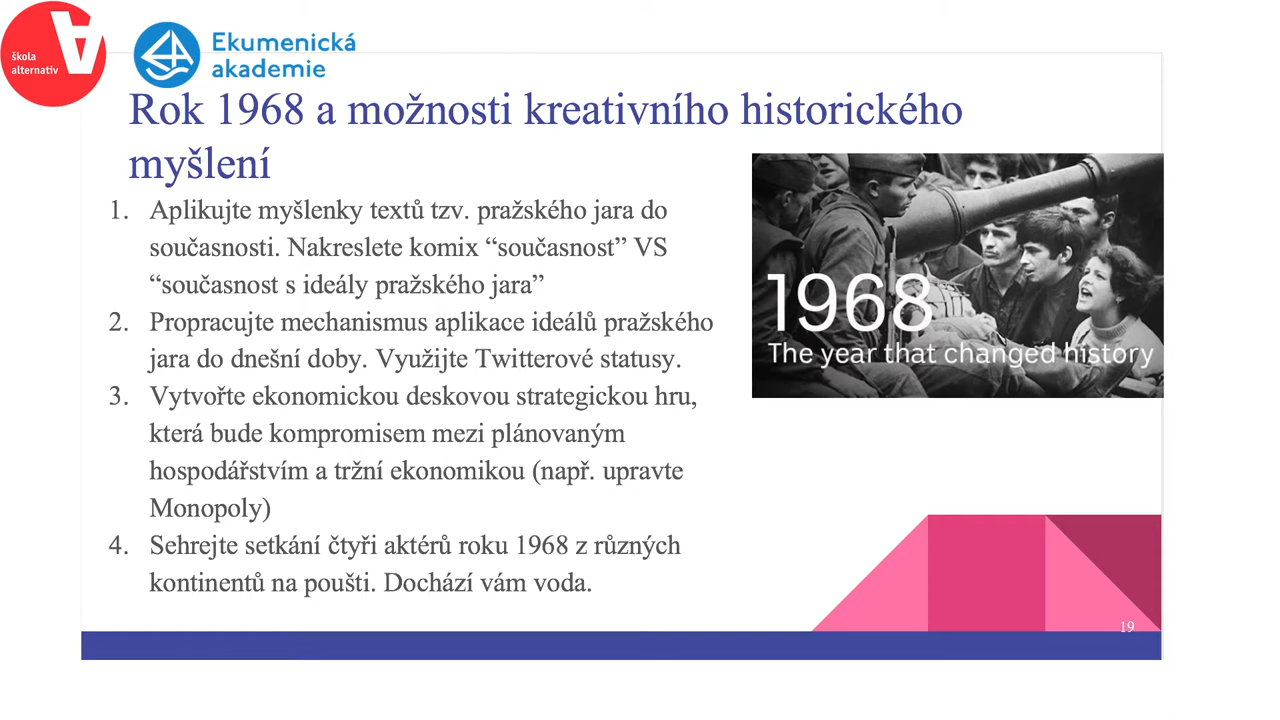 škola
alternativ
Ekumenická
akademie
Rok 1968 a možnosti kreativního historického
myšlení
1. Aplikujte myšlenky textů tzv. pražského jara do
současnosti. Nakreslete komix “současnost” VS
“současnost s ideály pražského jara”
2. Propracujte mechanismus aplikace ideálů pražského
jara do dnešní doby. Využijte Twitterové statusy.
3. Vytvořte ekonomickou deskovou strategickou hru,
která bude kompromisem mezi plánovaným
hospodářstvím a tržní ekonomikou (např. upravte
Monopoly)
4. Sehrejte setkání čtyři aktérů roku 1968 z různých
kontinentů na poušti. Dochází vám voda.
1968
The year that changed history
19